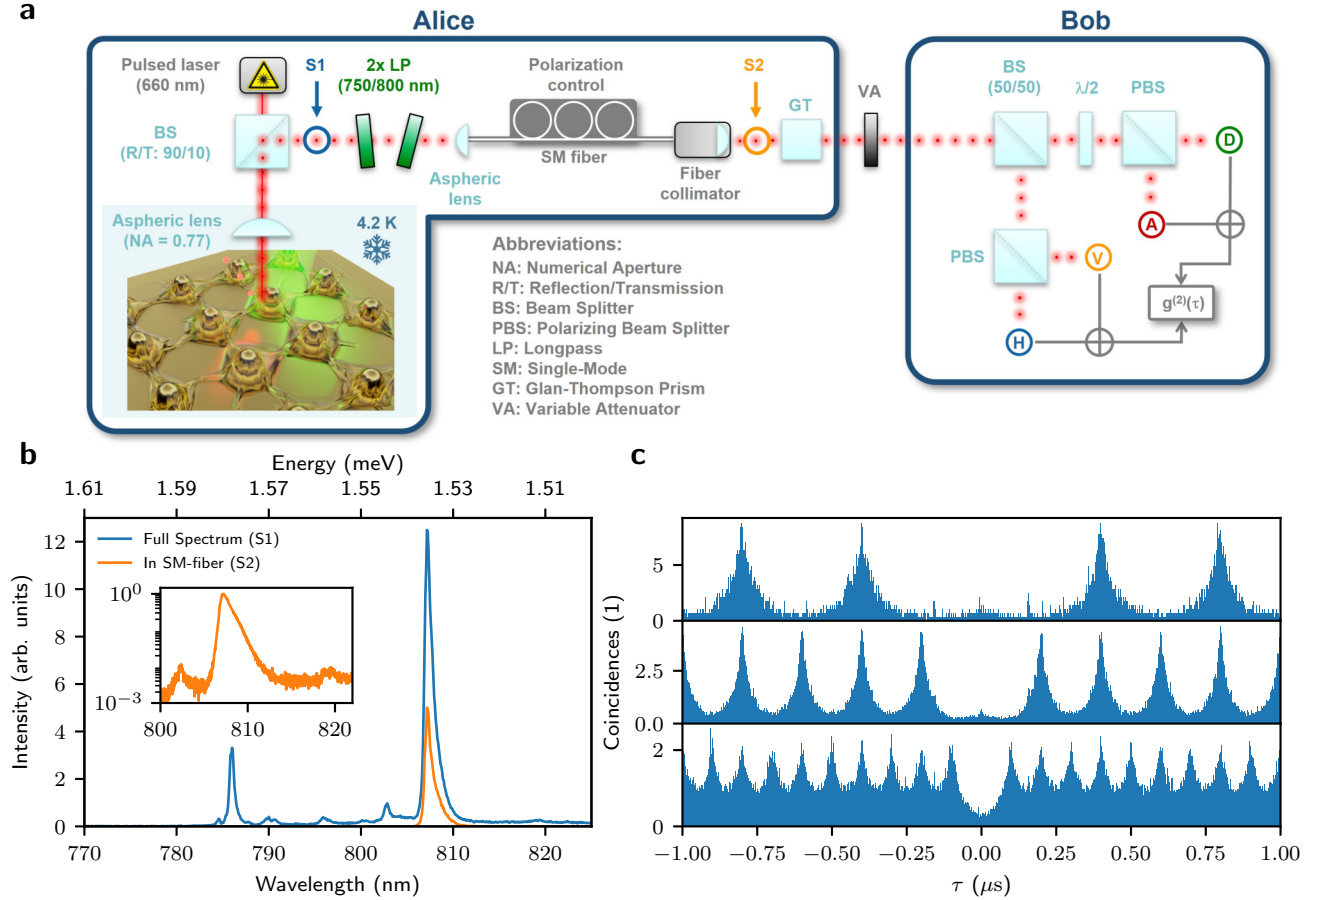 a
Alice
Bob
Pulsed laser
(660 nm)
S1
2x LP
(750/800 nm)
Polarization
control
S2
GT
VA
BS
(50/50)
λ/2
PBS
BS
(R/T: 90/10)
SM fiber
Fiber
collimator
Aspheric
lens
D
A
Aspheric lens
(NA = 0.77)
4.2 K
PBS
V
g(2)(τ)
H
Abbreviations:
NA: Numerical Aperture
R/T: Reflection/Transmission
BS: Beam Splitter
PBS: Polarizing Beam Splitter
LP: Longpass
SM: Single-Mode
GT: Glan-Thompson Prism
VA: Variable Attenuator
b
Energy (meV)
1.61 1.59 1.57 1.55 1.53 1.51
Full Spectrum (S1)
In SM-fiber (S2)
10⁰
10⁻³
800 810 820
12
10
8
6
4
2
0
Intensity (arb. units)
770 780 790 800 810 820
Wavelength (nm)
c
5
0
2.5
0.0
2
0
Coincidences (1)
−1.00 −0.75 −0.50 −0.25 0.00 0.25 0.50 0.75 1.00
τ (μs)